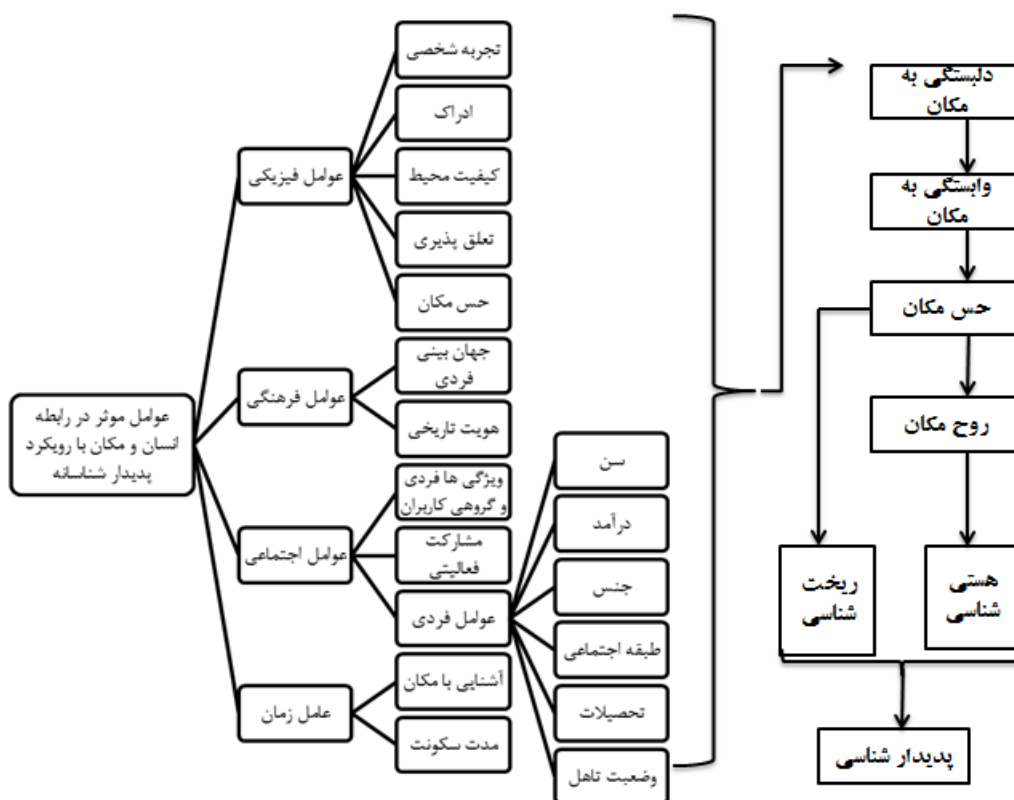 عوامل موثر در رابطه
انسان و مکان با رویکرد
پدیدار شناسانه
عوامل فیزیکی
تجربه شخصی
ادراک
کیفیت محیط
تعلق پذیری
حس مکان
عوامل فرهنگی
جهان بینی
فردی
هویت تاریخی
عوامل اجتماعی
ویژگی ها فردی
و گروهی کاربران
مشارکت
فعالیتی
عوامل فردی
سن
درآمد
جنس
طبقه اجتماعی
تحصیلات
وضعبت تاهل
عامل زمان
آشنایی با مکان
مدت سکونت
دلبستگی به
مکان
وابستگی به
مکان
حس مکان
روح مکان
ریخت
شناسی
هستی
شناسی
پدیدار شناسی